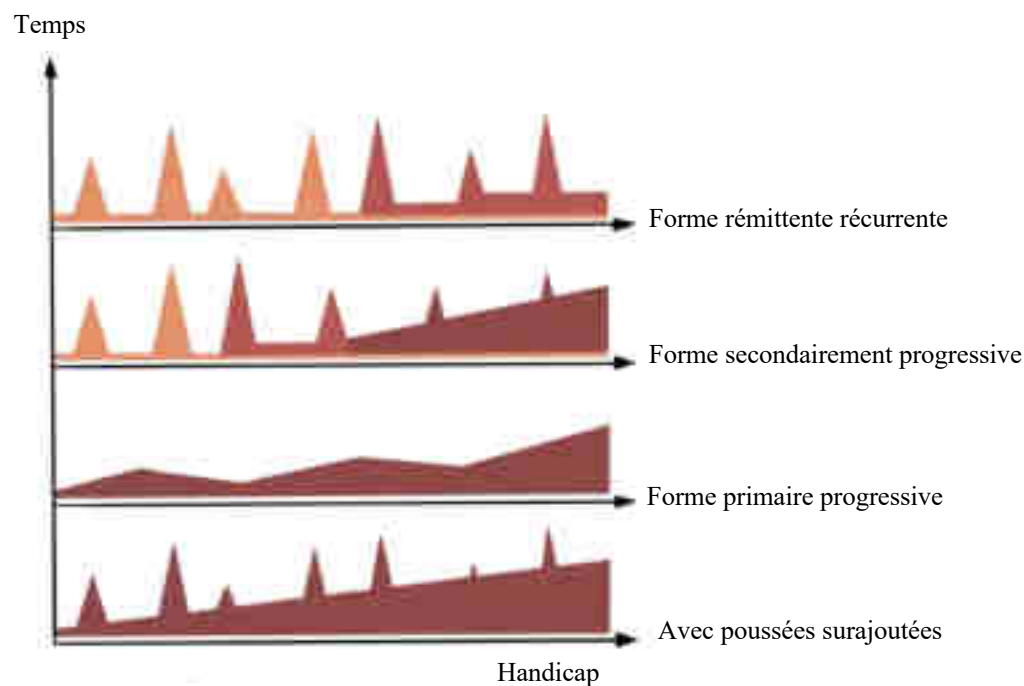 Temps
Forme rémittente récurrente
Forme secondairement progressive
Forme primaire progressive
Avec poussées surajoutées
Handicap